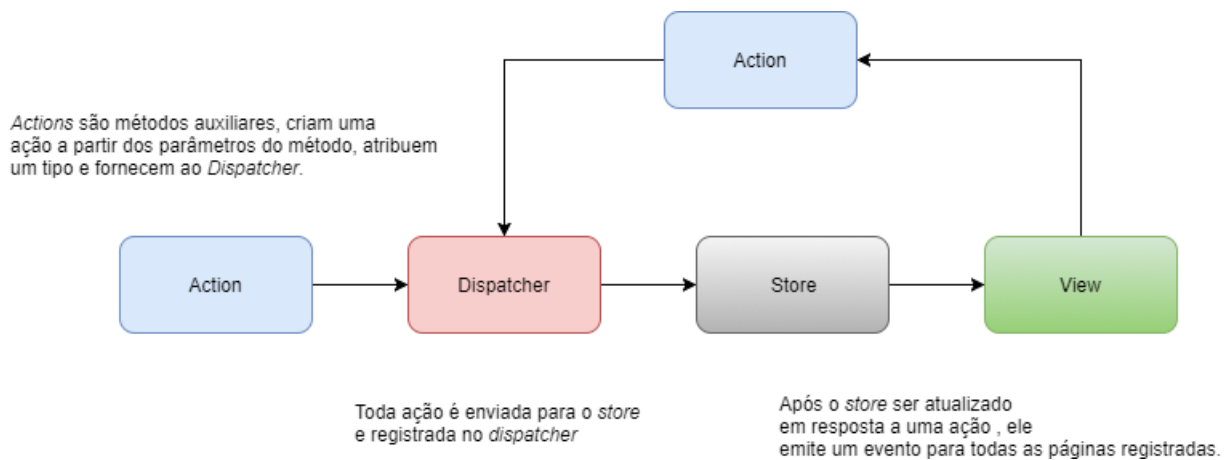 Action
Actions são métodos auxiliares, criam uma
ação a partir dos parâmetros do método, atribuem
um tipo e fornecem ao Dispatcher.
Action
Dispatcher
Store
View
Toda ação é enviada para o store
e registrada no dispatcher
Após o store ser atualizado
em resposta a uma ação , ele
emite um evento para todas as páginas registradas.